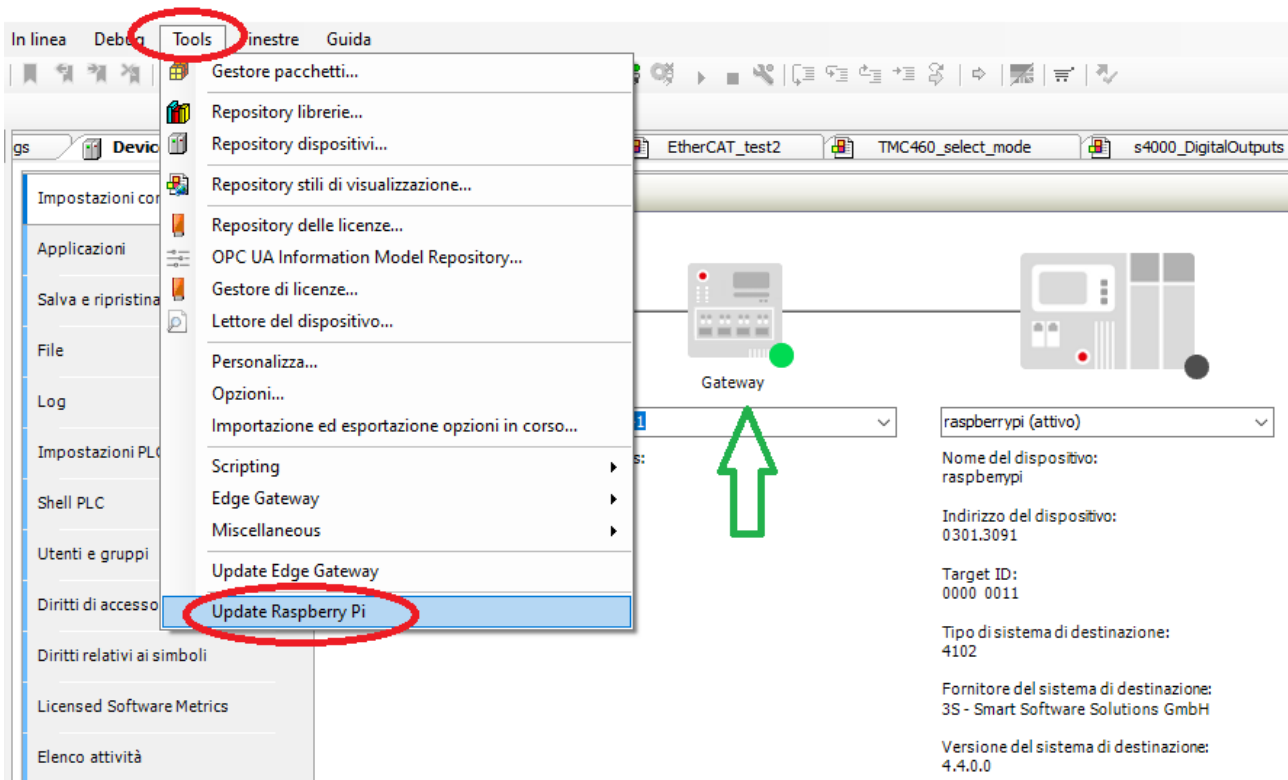 In linea Debug Tools Finestre Guida
Gestore pacchetti...
Repository librerie...
Repository dispositivi...
Repository stili di visualizzazione...
Repository delle licenze...
OPC UA Information Model Repository...
Gestore di licenze...
Lettore del dispositivo...
Personalizza...
Opzioni...
Importazione ed esportazione opzioni in corso...
Scripting
Edge Gateway
Miscellaneous
Update Edge Gateway
Update Raspberry Pi
gs Devic EtherCAT_test2 TMC460_select_mode s4000_DigitalOutputs
Impostazioni cor
Applicazioni
Salva e ripristina
File
Log
Impostazioni PLC
Shell PLC
Utenti e gruppi
Diritti di accesso
Diritti relativi ai simboli
Licensed Software Metrics
Elenco attività
Gateway
1
s:
raspberrypi (attivo)
Nome del dispositivo:
raspberrypi
Indirizzo del dispositivo:
0301.3091
Target ID:
0000 0011
Tipo di sistema di destinazione:
4102
Fornitore del sistema di destinazione:
3S - Smart Software Solutions GmbH
Versione del sistema di destinazione:
4.4.0.0